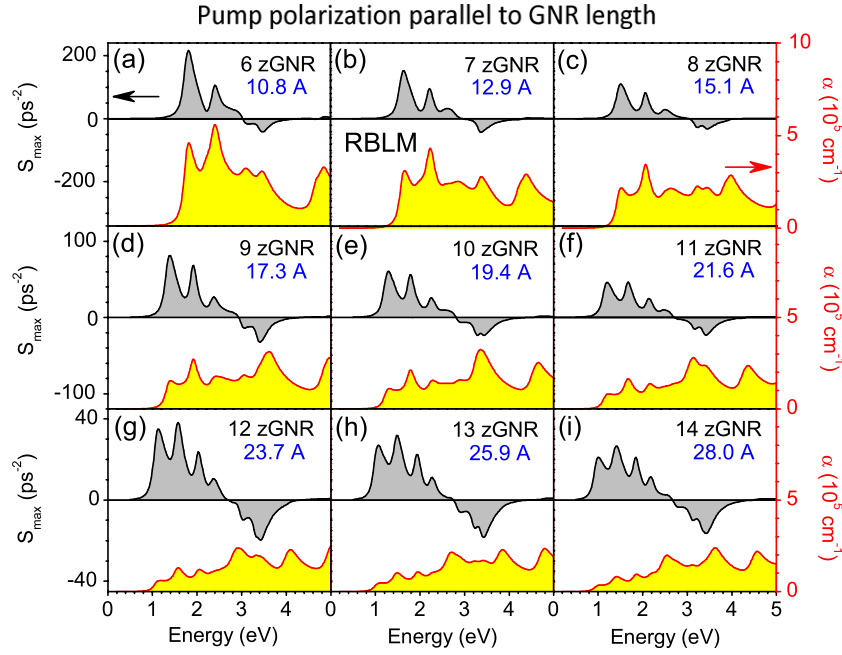 Pump polarization parallel to GNR length
(a) 6 zGNR
10.8 A
(b) 7 zGNR
12.9 A
RBLM
(c) 8 zGNR
15.1 A
200
0
-200
S_max (ps⁻²)
10
5
0
α (10⁵ cm⁻¹)
(d) 9 zGNR
17.3 A
(e) 10 zGNR
19.4 A
(f) 11 zGNR
21.6 A
100
0
-100
S_max (ps⁻²)
5
0
α (10⁵ cm⁻¹)
(g) 12 zGNR
23.7 A
(h) 13 zGNR
25.9 A
(i) 14 zGNR
28.0 A
40
0
-40
S_max (ps⁻²)
5
0
α (10⁵ cm⁻¹)
0 1 2 3 4 0 1 2 3 4 0 1 2 3 4 5
Energy (eV) Energy (eV) Energy (eV)